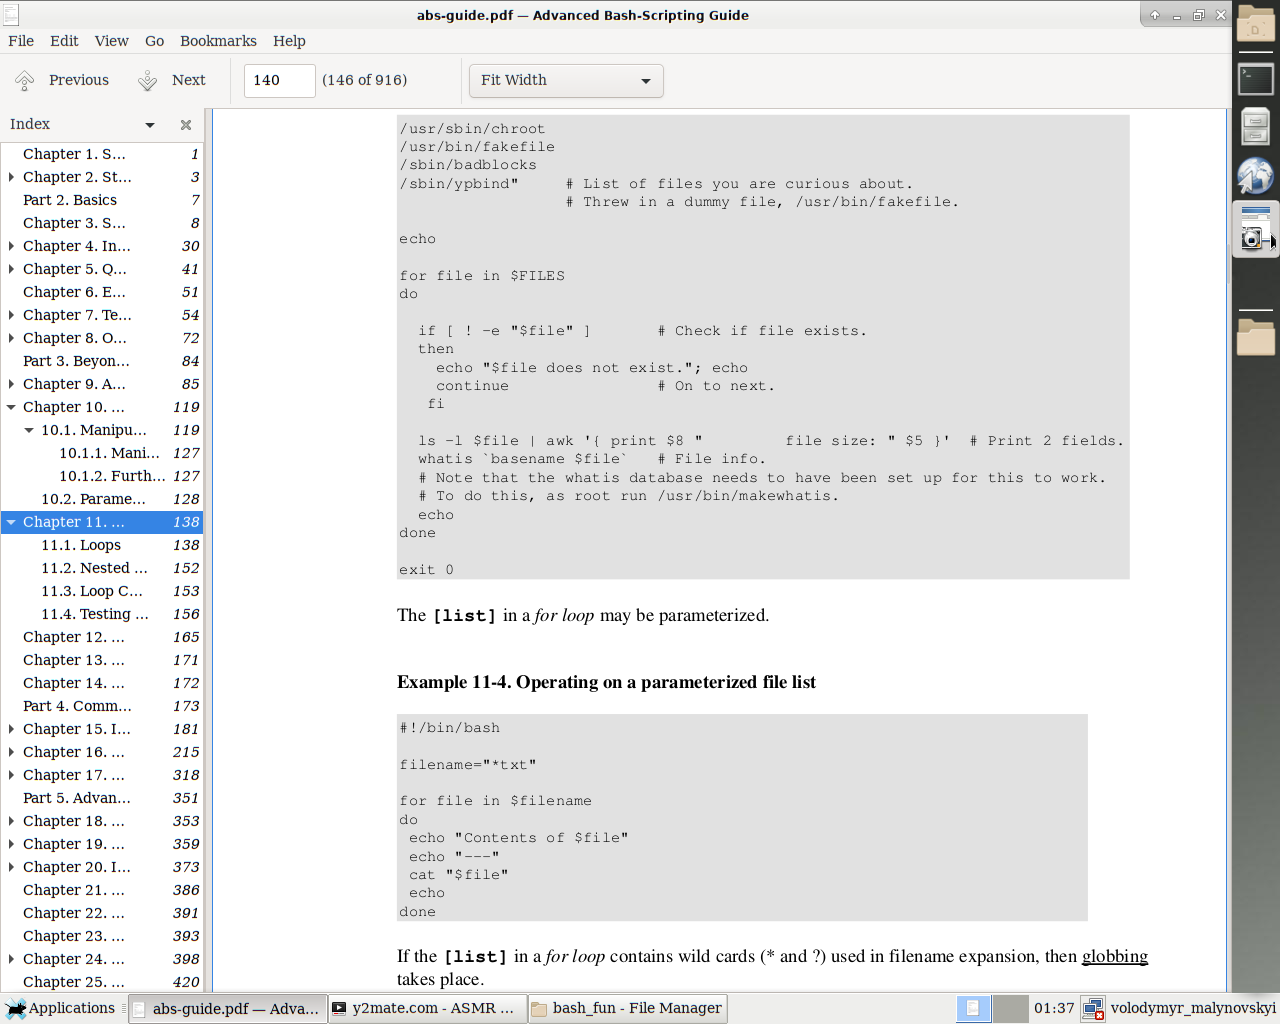 abs-guide.pdf — Advanced Bash-Scripting Guide
File Edit View Go Bookmarks Help
Previous Next 140 (146 of 916) Fit Width
Index
Chapter 1. S... 1
Chapter 2. St... 3
Part 2. Basics 7
Chapter 3. S... 8
Chapter 4. In... 30
Chapter 5. Q... 41
Chapter 6. E... 51
Chapter 7. Te... 54
Chapter 8. O... 72
Part 3. Beyon... 84
Chapter 9. A... 85
Chapter 10. ... 119
10.1. Manipu... 119
10.1.1. Mani... 127
10.1.2. Furth... 127
10.2. Parame... 128
Chapter 11. ... 138
11.1. Loops 138
11.2. Nested ... 152
11.3. Loop C... 153
11.4. Testing ... 156
Chapter 12. ... 165
Chapter 13. ... 171
Chapter 14. ... 172
Part 4. Comm... 173
Chapter 15. I... 181
Chapter 16. ... 215
Chapter 17. ... 318
Part 5. Advan... 351
Chapter 18. ... 353
Chapter 19. ... 359
Chapter 20. I... 373
Chapter 21. ... 386
Chapter 22. ... 391
Chapter 23. ... 393
Chapter 24. ... 398
Chapter 25. ... 420
/usr/sbin/chroot
/usr/bin/fakefile
/sbin/badblocks
/sbin/ypbind"     # List of files you are curious about.
                  # Threw in a dummy file, /usr/bin/fakefile.
echo
for file in $FILES
do
  if [ ! -e "$file" ]       # Check if file exists.
  then
    echo "$file does not exist."; echo
    continue                # On to next.
   fi
  ls -l $file | awk '{ print $8 "         file size: " $5 }'  # Print 2 fields.
  whatis `basename $file`   # File info.
  # Note that the whatis database needs to have been set up for this to work.
  # To do this, as root run /usr/bin/makewhatis.
  echo
done
exit 0
The [list] in a for loop may be parameterized.
Example 11-4. Operating on a parameterized file list
#!/bin/bash
filename="*txt"
for file in $filename
do
 echo "Contents of $file"
 echo "---"
 cat "$file"
 echo
done
If the [list] in a for loop contains wild cards (* and ?) used in filename expansion, then globbing
takes place.
Applications abs-guide.pdf — Adva... y2mate.com - ASMR ... bash_fun - File Manager 01:37 volodymyr_malynovskyi